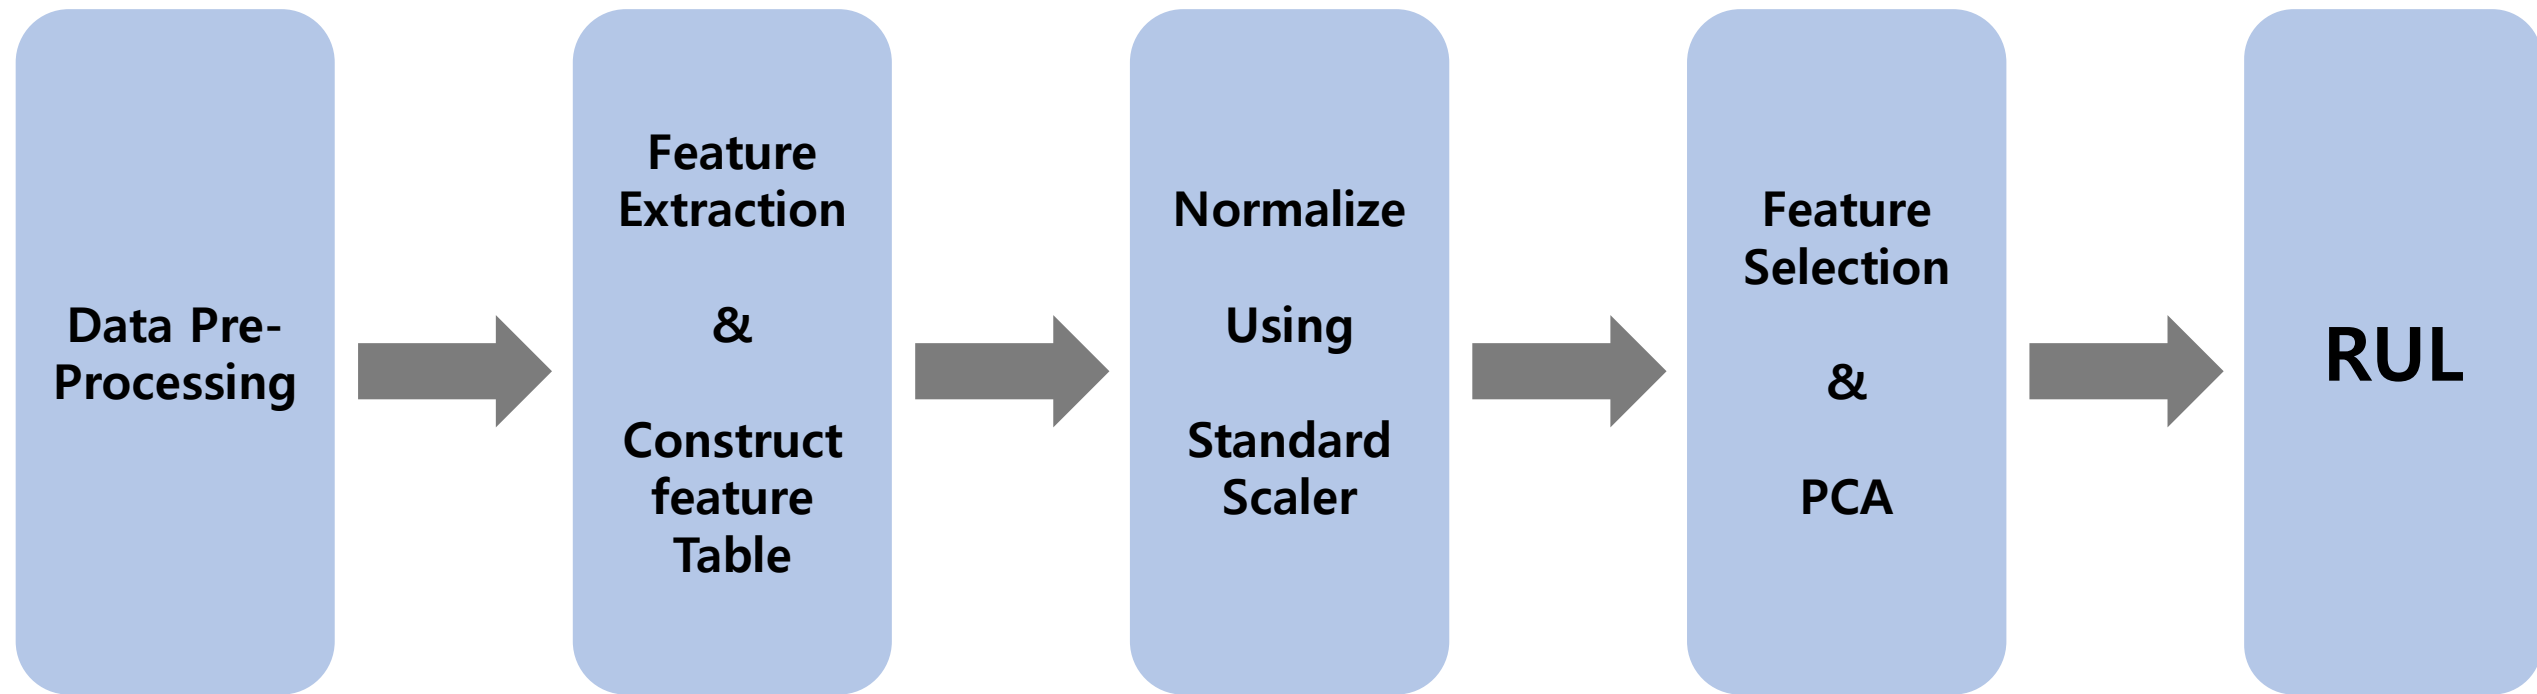 Data Pre-
Processing
Feature
Extraction
&
Construct
feature
Table
Normalize
Using
Standard
Scaler
Feature
Selection
&
PCA
RUL